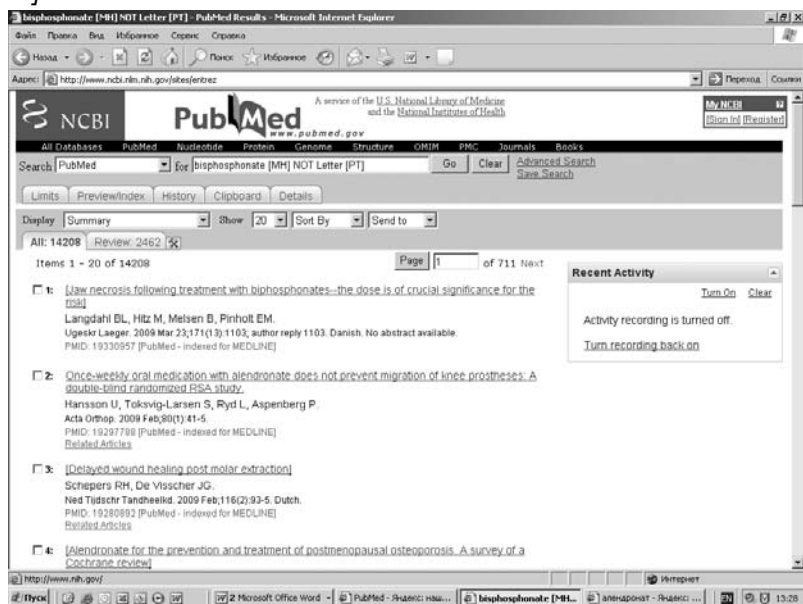 bisphosphonate [MH] NOT Letter [PT] - PubMed Results - Microsoft Internet Explorer
Файл Правка Вид Избранное Сервис Справка
Назад Поиск Избранное
Адрес: http://www.ncbi.nlm.nih.gov/sites/entrez Переход Ссылки
A service of the U.S. National Library of Medicine
and the National Institutes of Health
NCBI PubMed
www.pubmed.gov
My NCBI
[Sign In] [Register]
All Databases PubMed Nucleotide Protein Genome Structure OMIM PMC Journals Books
Search PubMed for bisphosphonate [MH] NOT Letter [PT] Go Clear Advanced Search
Save Search
Limits Preview/Index History Clipboard Details
Display Summary Show 20 Sort By Send to
All: 14208 Review: 2462
Items 1 - 20 of 14208 Page 1 of 711 Next
Recent Activity
Turn On Clear
Activity recording is turned off.
Turn recording back on
1: [Jaw necrosis following treatment with biphosphonates--the dose is of crucial significance for the
risk]
Langdahl BL, Hitz M, Melsen B, Pinholt EM.
Ugeskr Laeger. 2009 Mar 23;171(13):1103; author reply 1103. Danish. No abstract available.
PMID: 19330957 [PubMed - indexed for MEDLINE]
2: Once-weekly oral medication with alendronate does not prevent migration of knee prostheses: A
double-blind randomized RSA study.
Hansson U, Toksvig-Larsen S, Ryd L, Aspenberg P.
Acta Orthop. 2009 Feb;80(1):41-5.
PMID: 19297788 [PubMed - indexed for MEDLINE]
Related Articles
3: [Delayed wound healing post molar extraction]
Schepers RH, De Visscher JG.
Ned Tijdschr Tandheelkd. 2009 Feb;116(2):93-5. Dutch.
PMID: 19280892 [PubMed - indexed for MEDLINE]
Related Articles
4: [Alendronate for the prevention and treatment of postmenopausal osteoporosis. A survey of a
Cochrane review]
http://www.nih.gov/ Интернет
Пуск 2 Microsoft Office Word PubMed - Яндекс: наш... bisphosphonate [MH... алендронат - Яндекс: ... EN 13:28